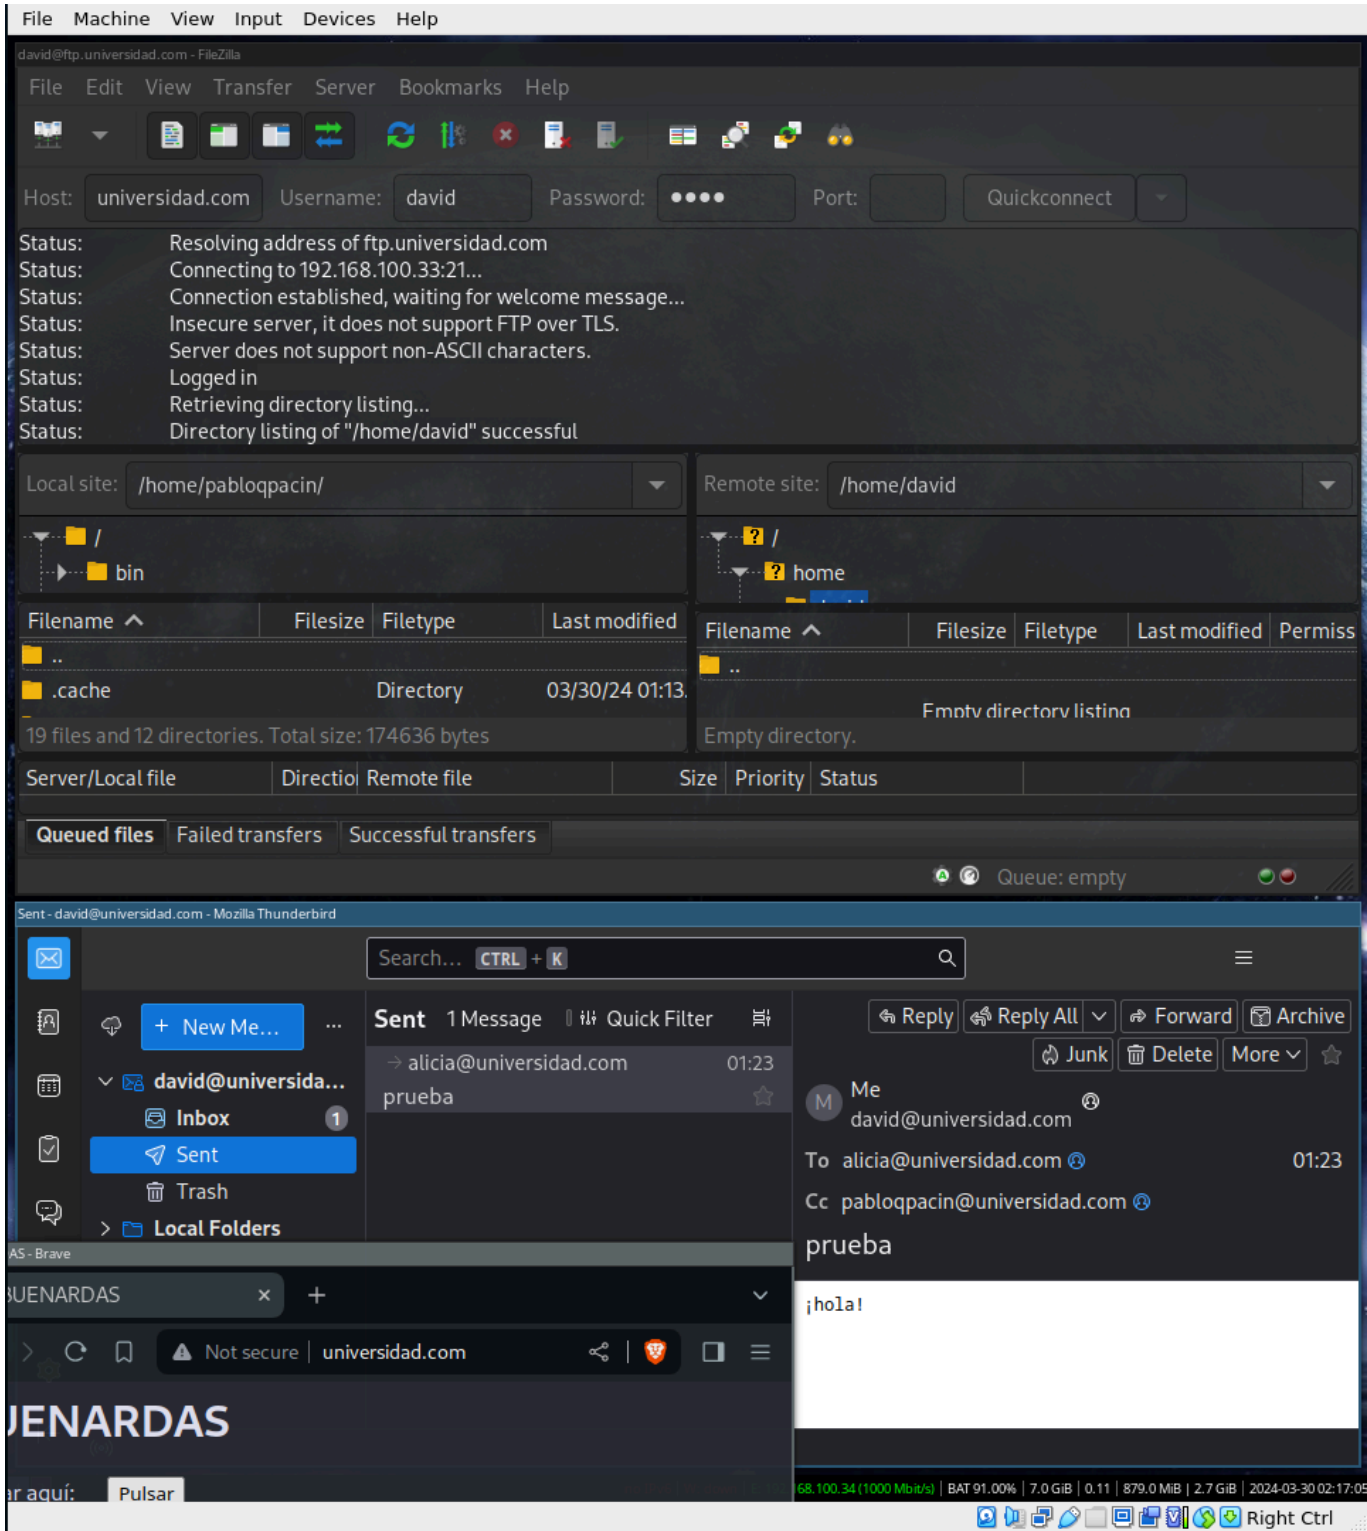 File Machine View Input Devices Help
david@ftp.universidad.com - FileZilla
File Edit View Transfer Server Bookmarks Help
Host: universidad.com Username: david Password: •••• Port: Quickconnect
Status: Resolving address of ftp.universidad.com
Status: Connecting to 192.168.100.33:21...
Status: Connection established, waiting for welcome message...
Status: Insecure server, it does not support FTP over TLS.
Status: Server does not support non-ASCII characters.
Status: Logged in
Status: Retrieving directory listing...
Status: Directory listing of "/home/david" successful
Local site: /home/pabloqpacin/
/
bin
Filename Filesize Filetype Last modified
..
.cache Directory 03/30/24 01:13.
19 files and 12 directories. Total size: 174636 bytes
Remote site: /home/david
/
home
Filename Filesize Filetype Last modified Permiss
..
Empty directory listing
Empty directory.
Server/Local file Directio Remote file Size Priority Status
Queued files Failed transfers Successful transfers
Queue: empty
Sent - david@universidad.com - Mozilla Thunderbird
Search... CTRL + K
+ New Me... ...
david@universida...
Inbox 1
Sent
Trash
Local Folders
Sent 1 Message Quick Filter
alicia@universidad.com 01:23
prueba
Reply Reply All Forward Archive
Junk Delete More
M Me
david@universidad.com
To alicia@universidad.com 01:23
Cc pabloqpacin@universidad.com
prueba
¡hola!
AS - Brave
BUENARDAS
Not secure universidad.com
UENARDAS
ar aquí: Pulsar
68.100.34 (1000 Mbit/s) | BAT 91.00% | 7.0 GiB | 0.11 | 879.0 MiB | 2.7 GiB | 2024-03-30 02:17:05
Right Ctrl